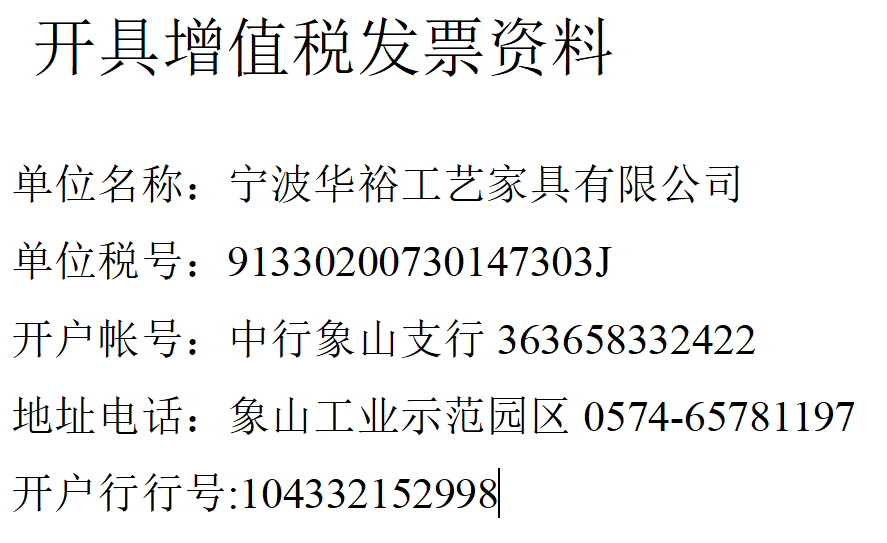 开具增值税发票资料
单位名称：宁波华裕工艺家具有限公司
单位税号：91330200730147303J
开户帐号：中行象山支行 363658332422
地址电话：象山工业示范园区 0574-65781197
开户行行号:104332152998